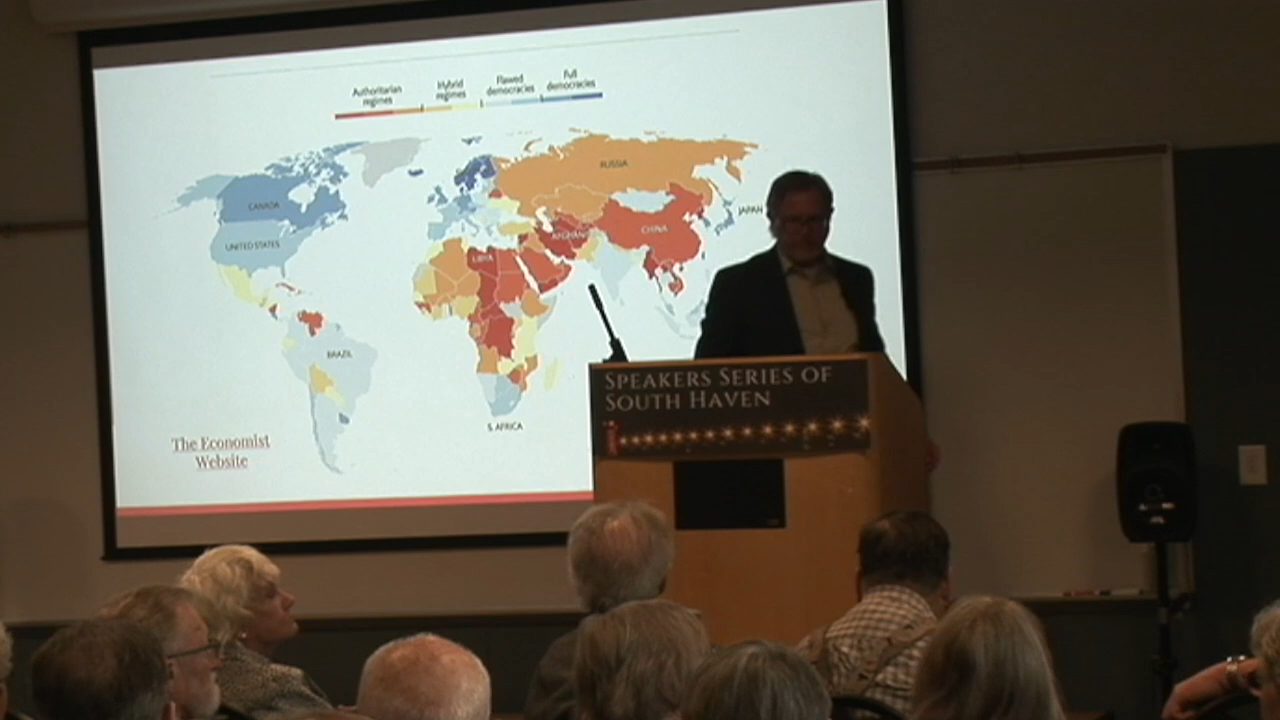 Authoritarian
regimes
Hybrid
regimes
Flawed
democracies
Full
democracies
RUSSIA
CANADA
JAPAN
UNITED STATES
CHINA
LIBYA
BRAZIL
S. AFRICA
The Economist
Website
SPEAKERS SERIES OF
SOUTH HAVEN